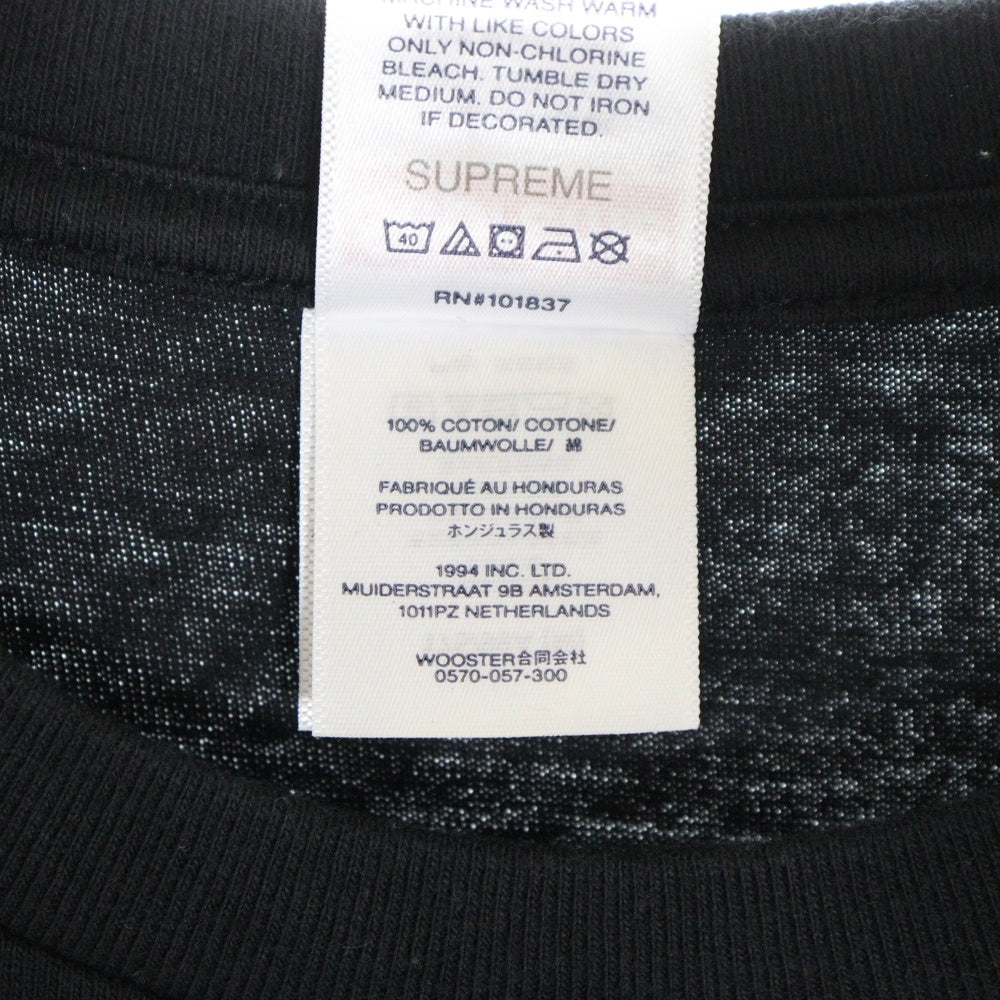 MACHINE WASH WARM
WITH LIKE COLORS
ONLY NON-CHLORINE
BLEACH. TUMBLE DRY
MEDIUM. DO NOT IRON
IF DECORATED.
SUPREME
40
RN#101837
100% COTON/ COTONE/
BAUMWOLLE/ 綿
FABRIQUÉ AU HONDURAS
PRODOTTO IN HONDURAS
ホンジュラス製
1994 INC. LTD.
MUIDERSTRAAT 9B AMSTERDAM,
1011PZ NETHERLANDS
WOOSTER合同会社
0570-057-300